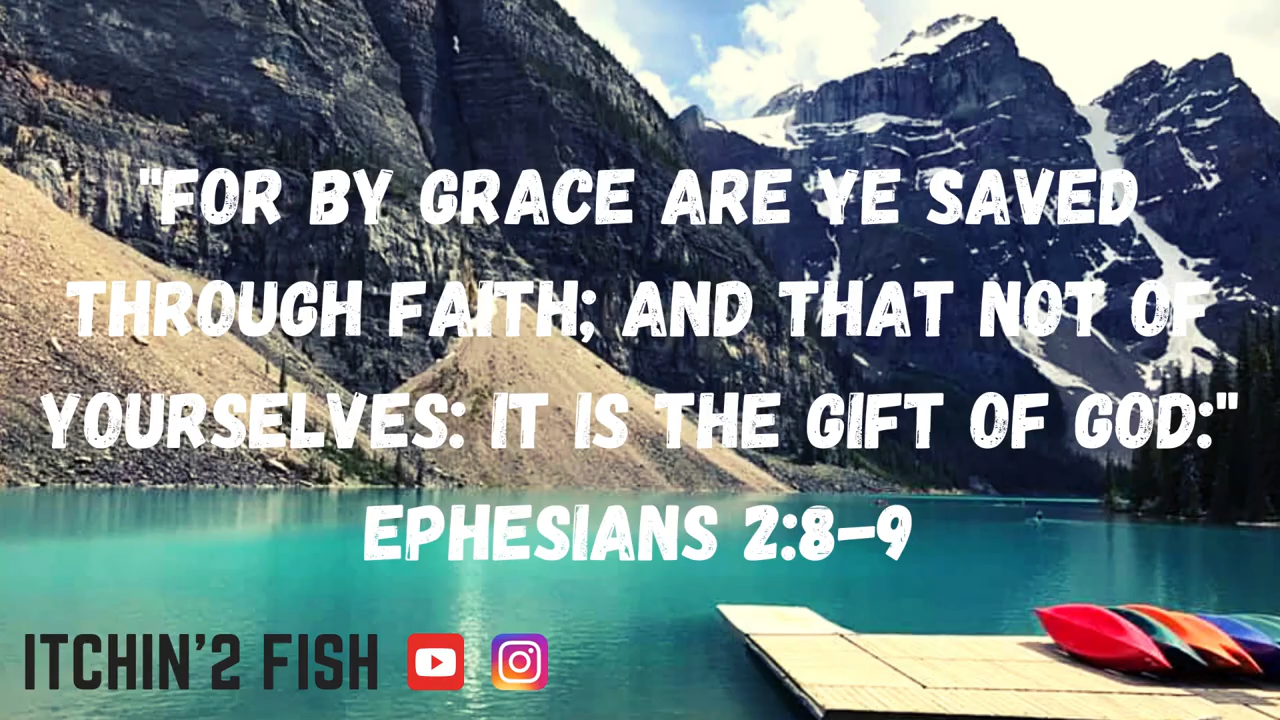 "FOR BY GRACE ARE YE SAVED
THROUGH FAITH; AND THAT NOT OF
YOURSELVES: IT IS THE GIFT OF GOD:"
EPHESIANS 2:8-9
ITCHIN'2 FISH